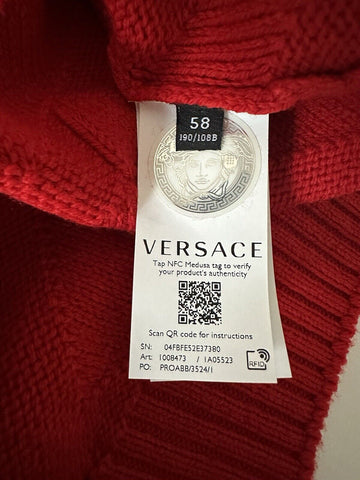 58
190/108B
VERSACE
Tap NFC Medusa tag to verify
your product's authenticity
Scan QR code for instructions
SN: 04FBFE52E37380
Art: 1008473 / 1A05523
PO: PROABB/3524/1
RFID